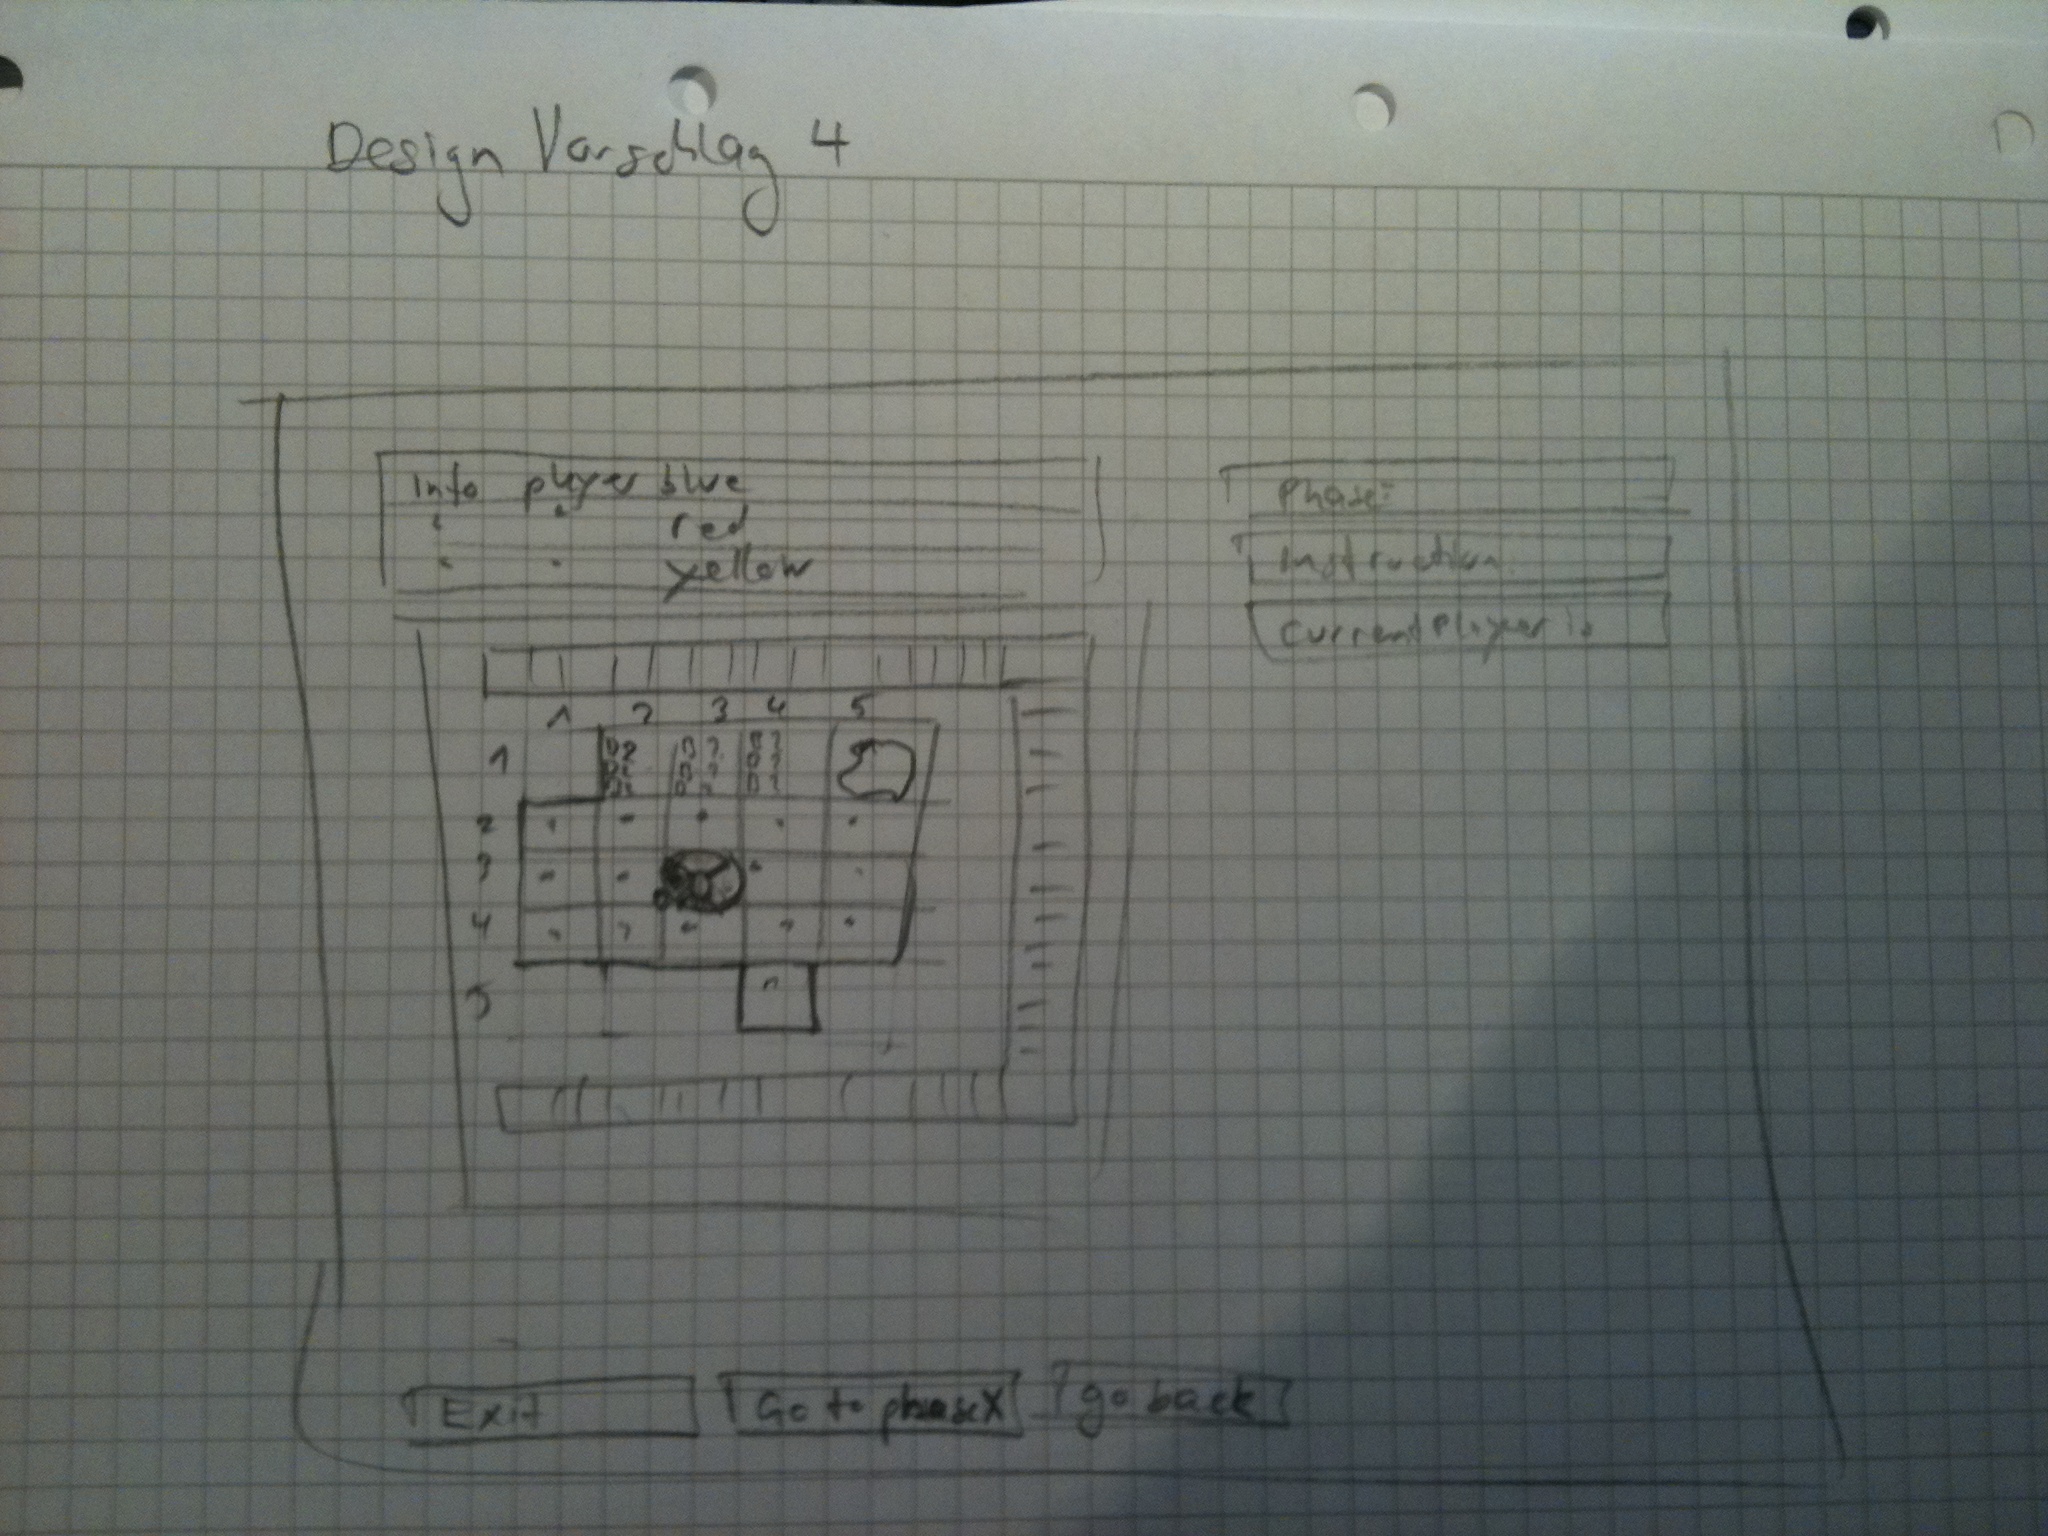 Design Vorschlag 4
Info player blue
" " red
" " yellow
Phase:
Instruction
Current Player is
1 2 3 4 5
1
2
3
4
5
Exit
Go to phase X
go back